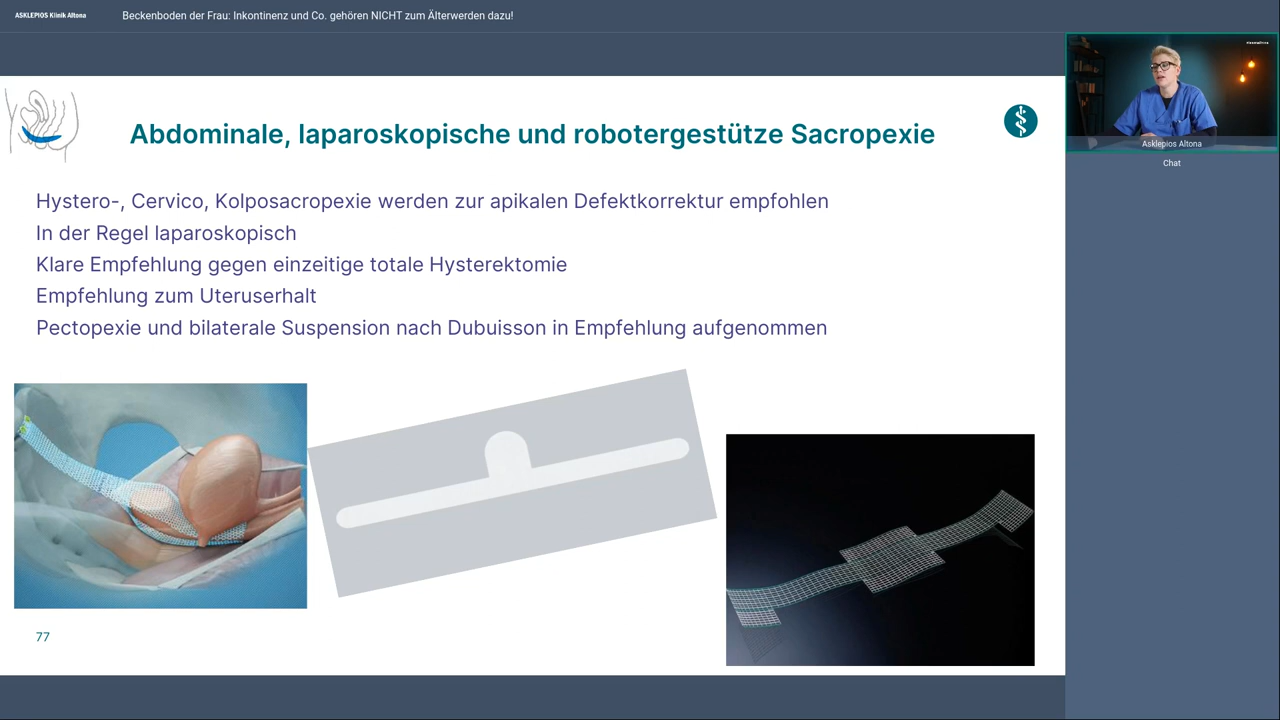 ASKLEPIOS Klinik Altona
Beckenboden der Frau: Inkontinenz und Co. gehören NICHT zum Älterwerden dazu!
Abdominale, laparoskopische und robotergestütze Sacropexie
Asklepios Altona
Chat
Hystero-, Cervico, Kolposacropexie werden zur apikalen Defektkorrektur empfohlen
In der Regel laparoskopisch
Klare Empfehlung gegen einzeitige totale Hysterektomie
Empfehlung zum Uteruserhalt
Pectopexie und bilaterale Suspension nach Dubuisson in Empfehlung aufgenommen
77